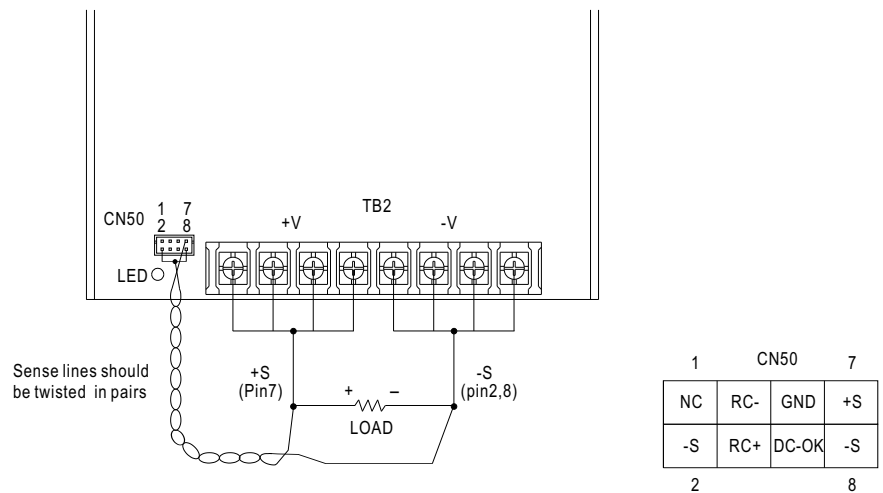 TB2
+V -V
CN50
1 7
2 8
LED
Sense lines should
be twisted in pairs
+S
(Pin7)
+ –
LOAD
-S
(pin2,8)
1 CN50 7
NC RC- GND +S
-S RC+ DC-OK -S
2 8